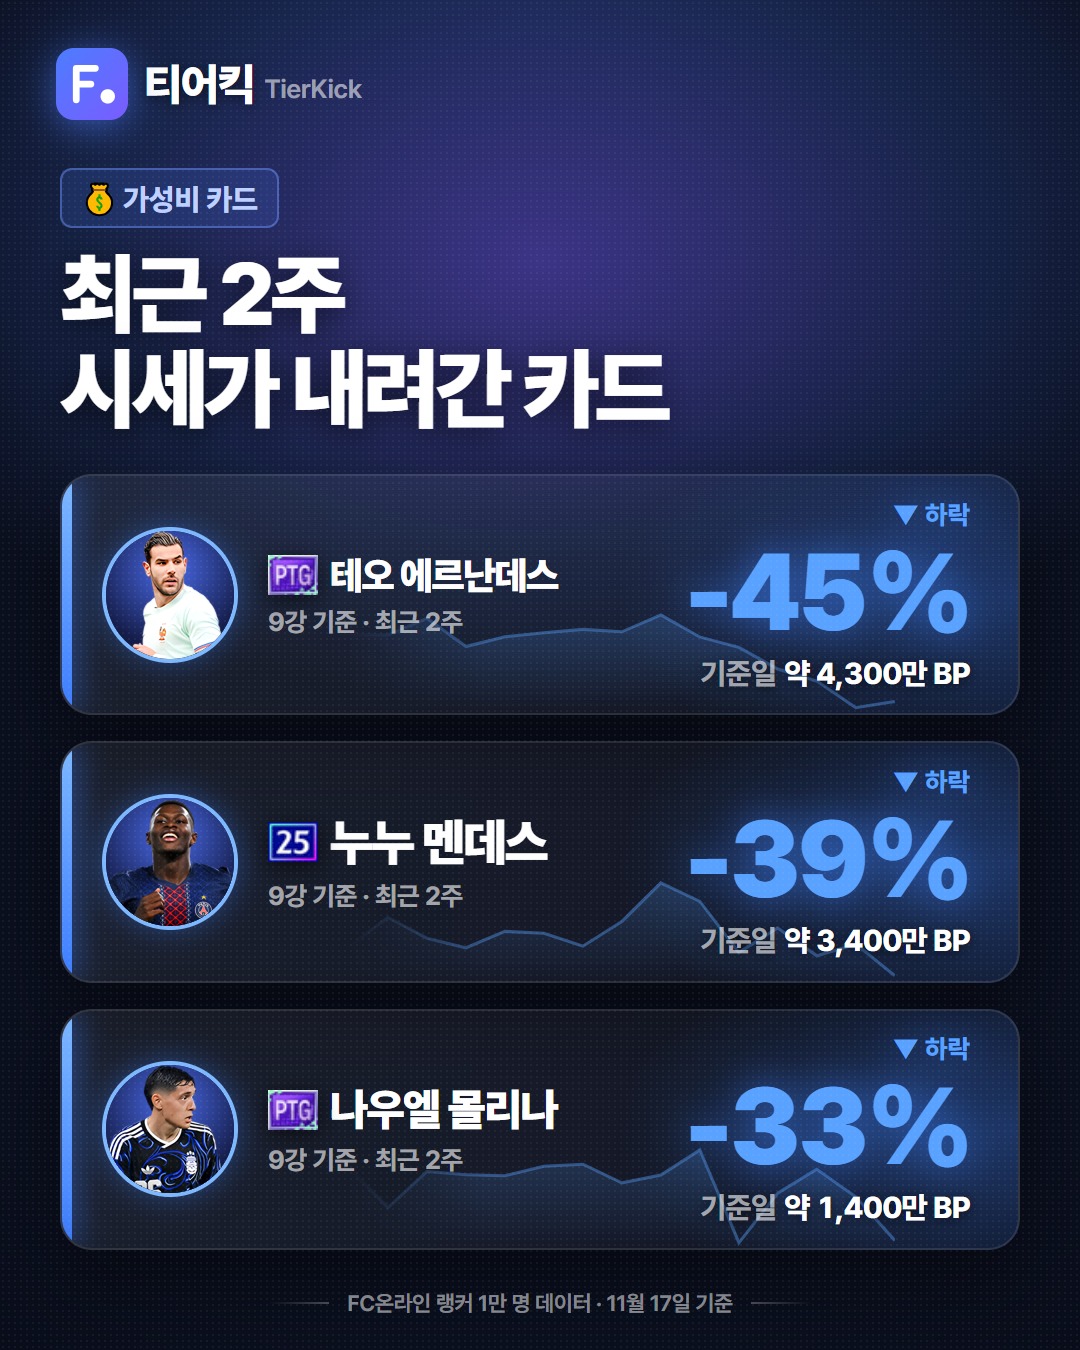 F.
티어킥 TierKick
가성비 카드
최근 2주
시세가 내려간 카드
▼ 하락
PTG 테오 에르난데스
-45%
9강 기준 · 최근 2주
기준일 약 4,300만 BP
▼ 하락
25 누누 멘데스
-39%
9강 기준 · 최근 2주
기준일 약 3,400만 BP
▼ 하락
PTG 나우엘 몰리나
-33%
9강 기준 · 최근 2주
기준일 약 1,400만 BP
FC온라인 랭커 1만 명 데이터 · 11월 17일 기준